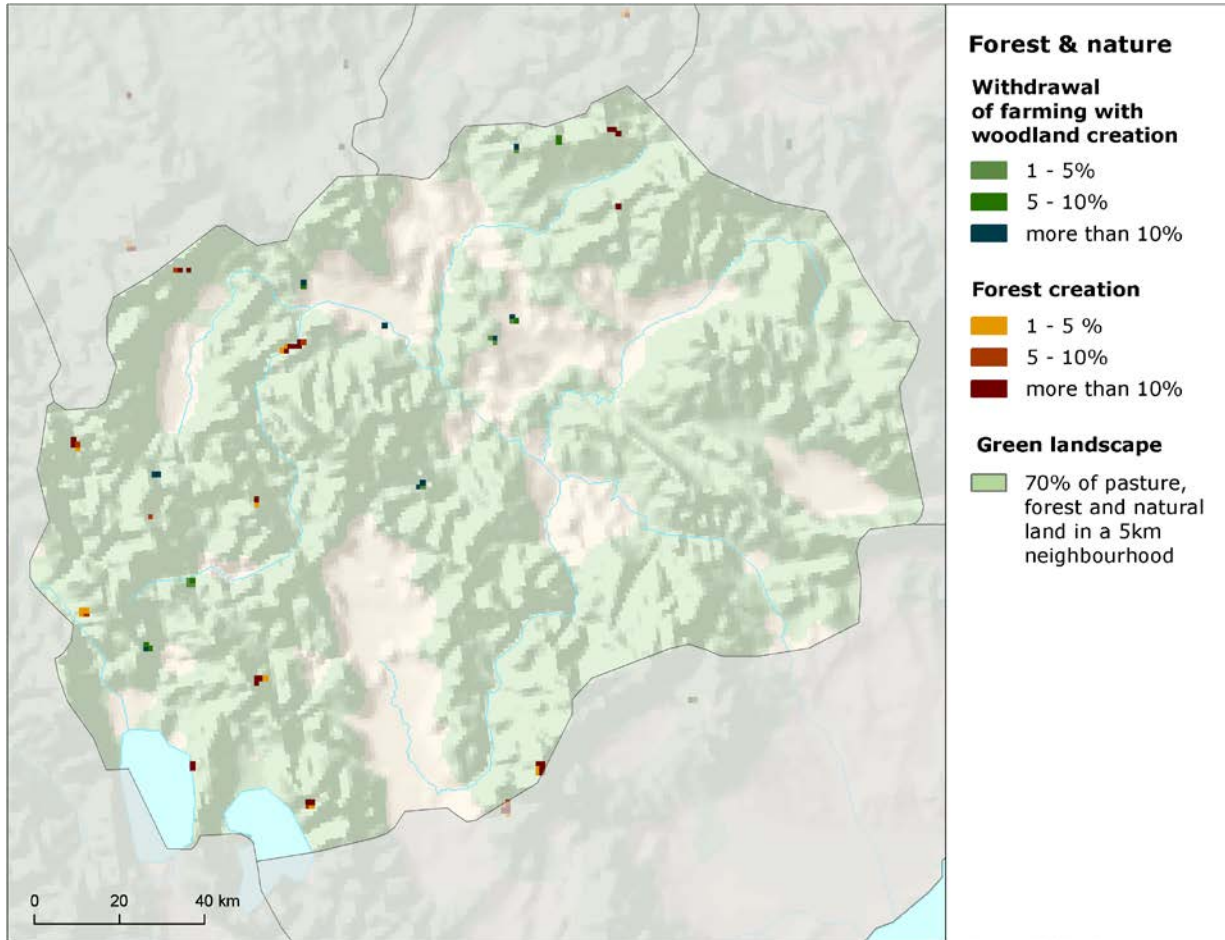 Forest & nature
Withdrawal
of farming with
woodland creation
1 - 5%
5 - 10%
more than 10%
Forest creation
1 - 5 %
5 - 10%
more than 10%
Green landscape
70% of pasture,
forest and natural
land in a 5km
neighbourhood
0 20 40 km